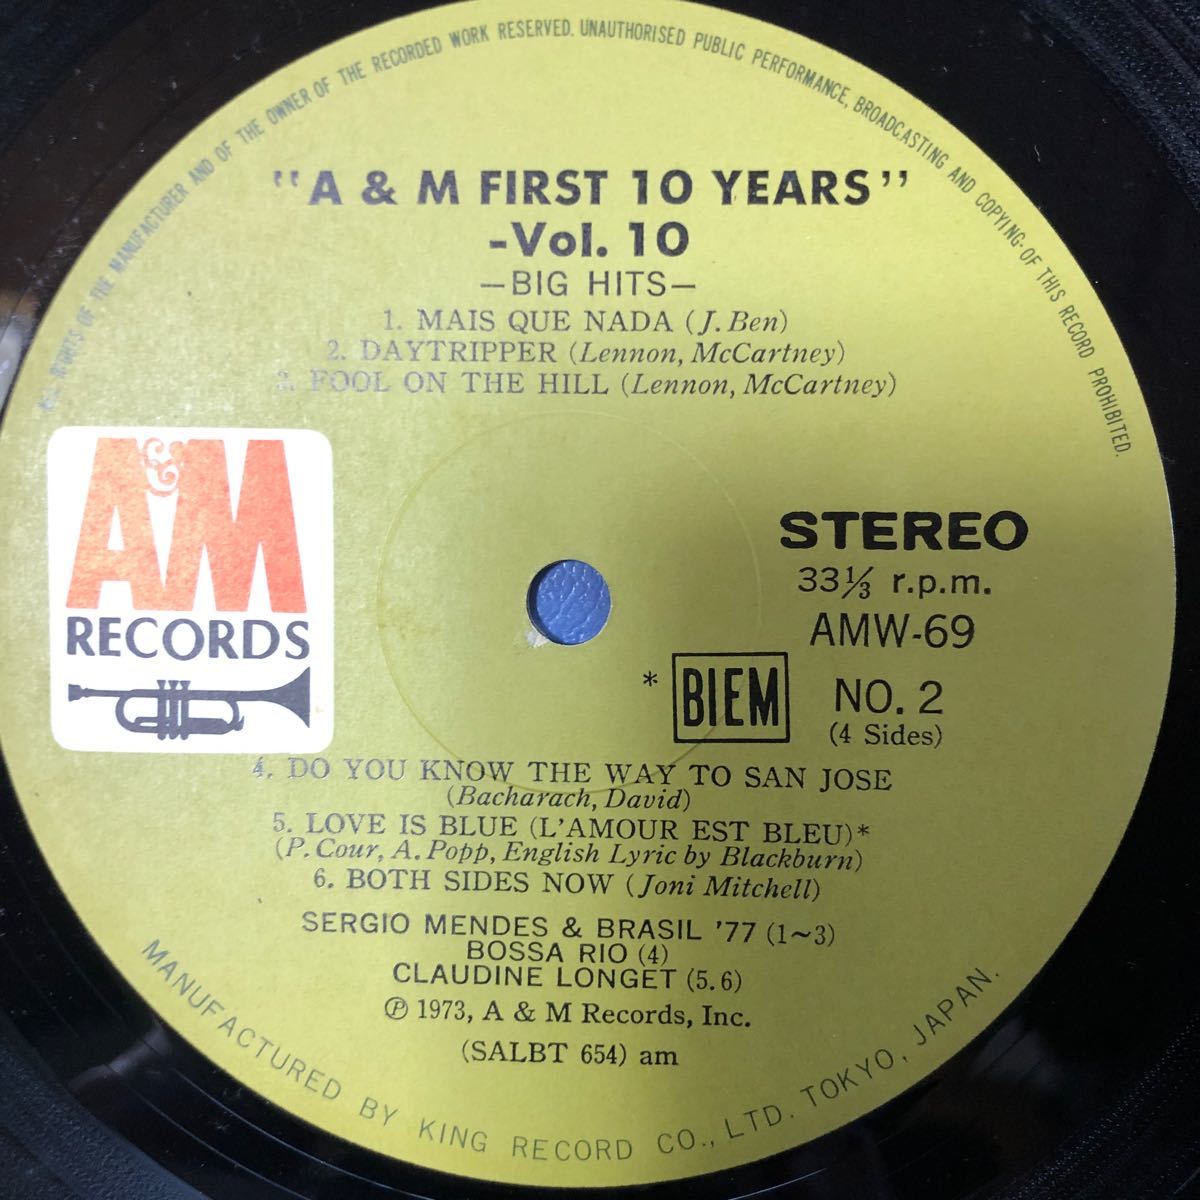 ALL RIGHTS OF THE MANUFACTURER AND OF THE OWNER OF THE RECORDED WORK RESERVED. UNAUTHORISED PUBLIC PERFORMANCE, BROADCASTING AND COPYING· OF THIS RECORD PROHIBITED.
"A & M FIRST 10 YEARS"
-Vol. 10
—BIG HITS—
1. MAIS QUE NADA (J. Ben)
2. DAYTRIPPER (Lennon, McCartney)
3. FOOL ON THE HILL (Lennon, McCartney)
A&M
RECORDS
STEREO
33⅓ r.p.m.
AMW-69
* BIEM NO. 2
(4 Sides)
4. DO YOU KNOW THE WAY TO SAN JOSE
(Bacharach, David)
5. LOVE IS BLUE (L'AMOUR EST BLEU)*
(P. Cour, A. Popp, English Lyric by Blackburn)
6. BOTH SIDES NOW (Joni Mitchell)
SERGIO MENDES & BRASIL '77 (1~3)
BOSSA RIO (4)
CLAUDINE LONGET (5.6)
Ⓟ 1973, A & M Records, Inc.
(SALBT 654) am
MANUFACTURED BY KING RECORD CO., LTD. TOKYO, JAPAN.